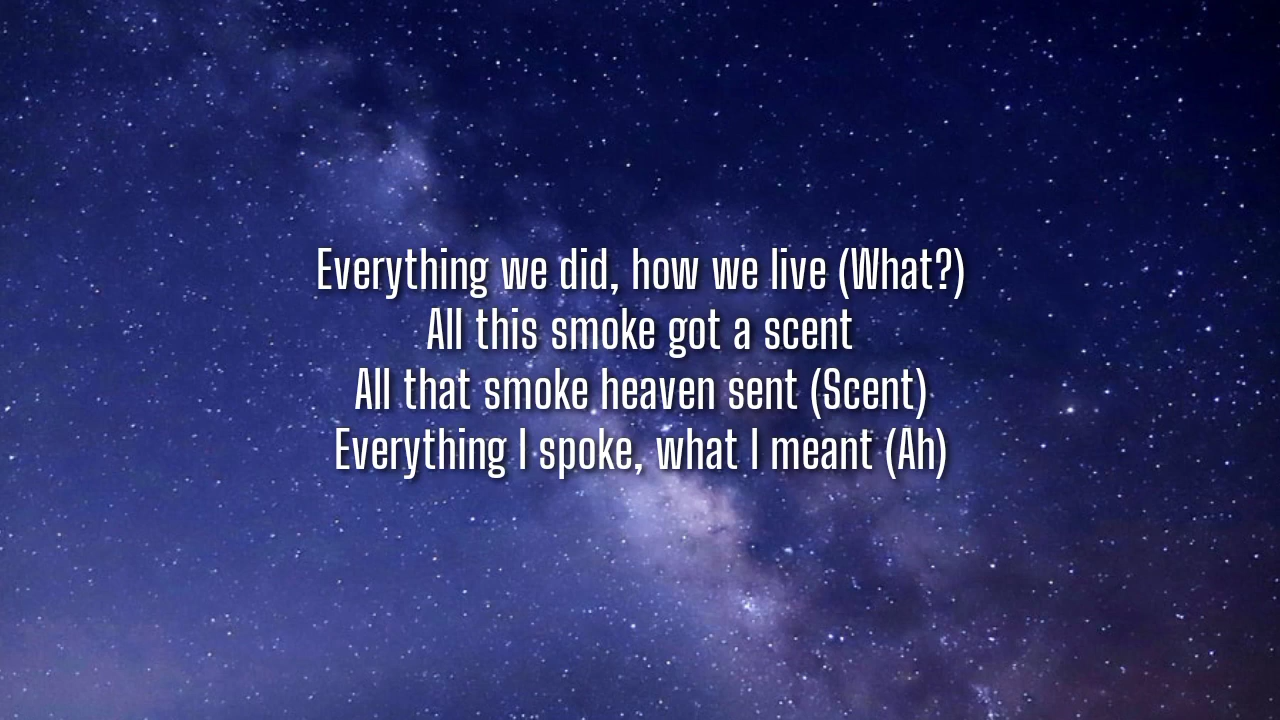 Everything we did, how we live (What?)
All this smoke got a scent
All that smoke heaven sent (Scent)
Everything I spoke, what I meant (Ah)